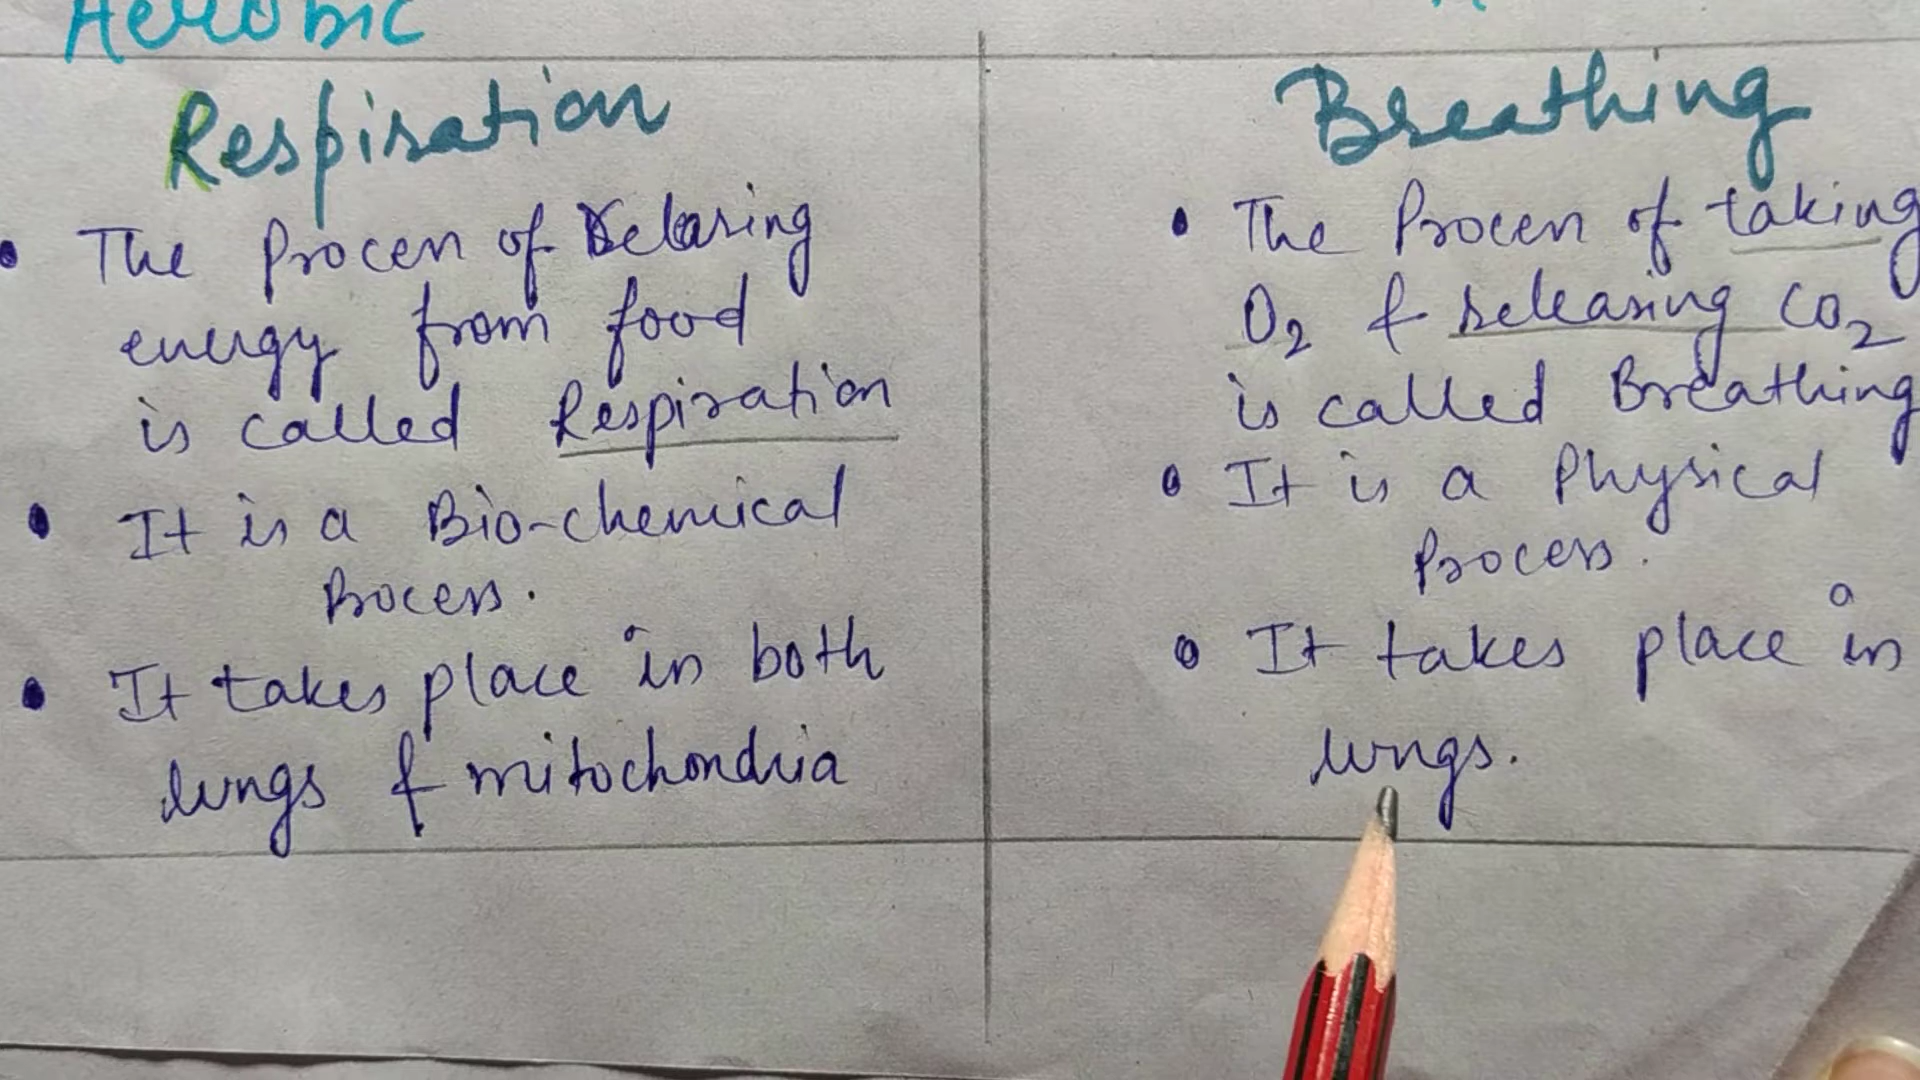 Aerobic
Respiration
• The Process of Relasing
energy from food
is called Respiration
• It is a Bio-chemical
Process.
• It takes place in both
lungs & mitochondria
Breathing
• The Process of taking
O2 & releasing CO2
is called Breathing
• It is a Physical
Process.
• It takes place in
lungs.